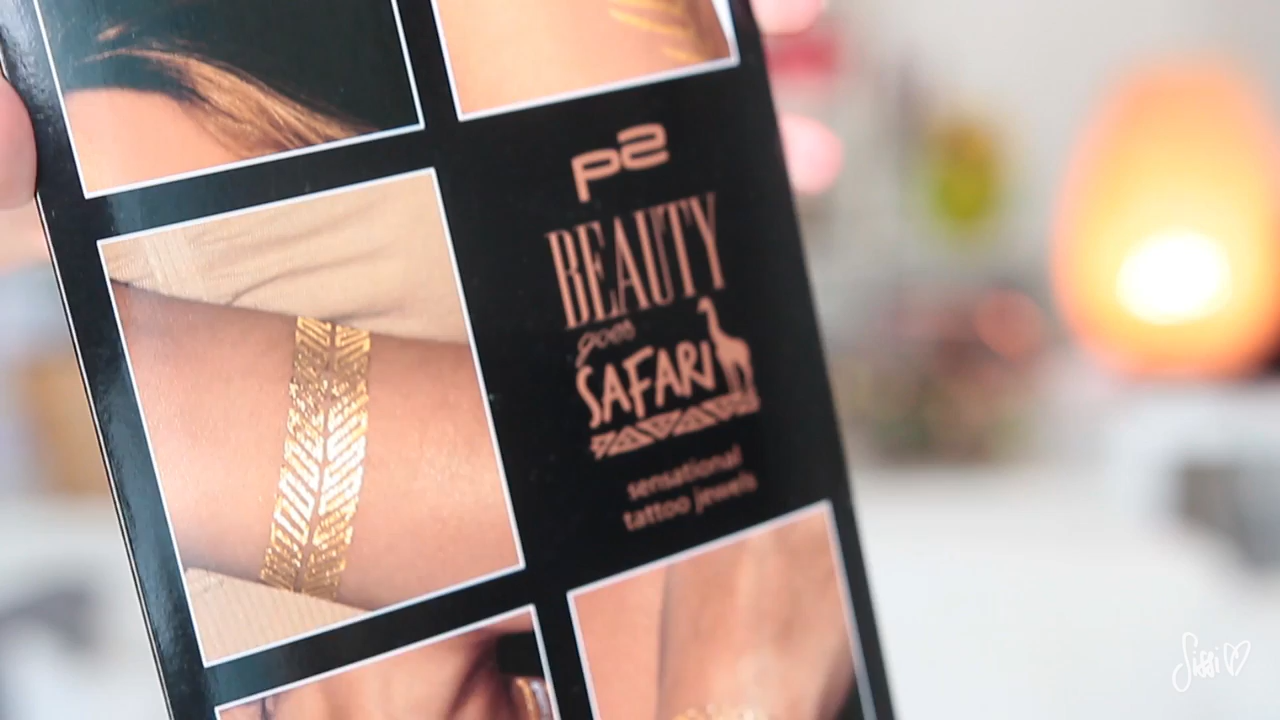 p2
BEAUTY
goes
SAFARI
sensational
tattoo jewels
Sissi